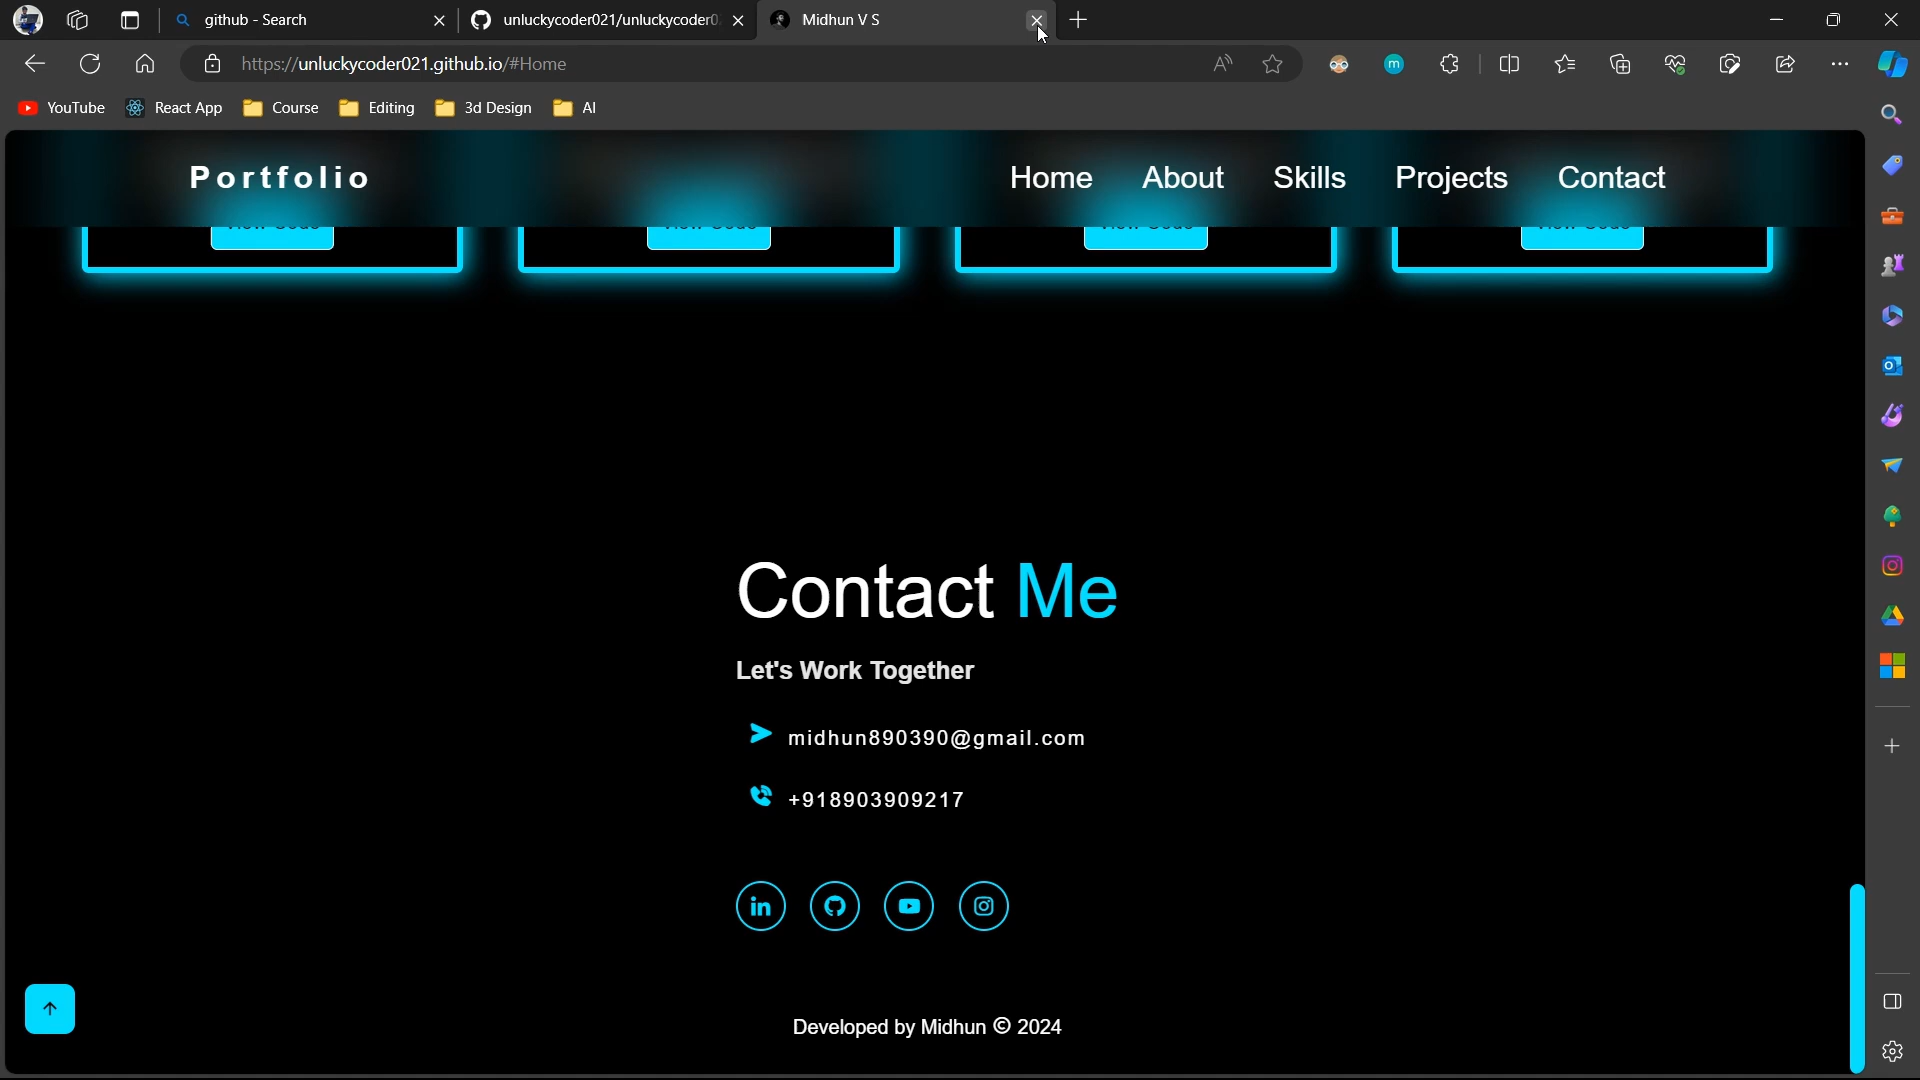 github - Search
unluckycoder021/unluckycoder02
Midhun V S
https://unluckycoder021.github.io/#Home
YouTube
React App
Course
Editing
3d Design
AI
Portfolio
Home
About
Skills
Projects
Contact
Contact Me
Let's Work Together
midhun890390@gmail.com
+918903909217
Developed by Midhun © 2024